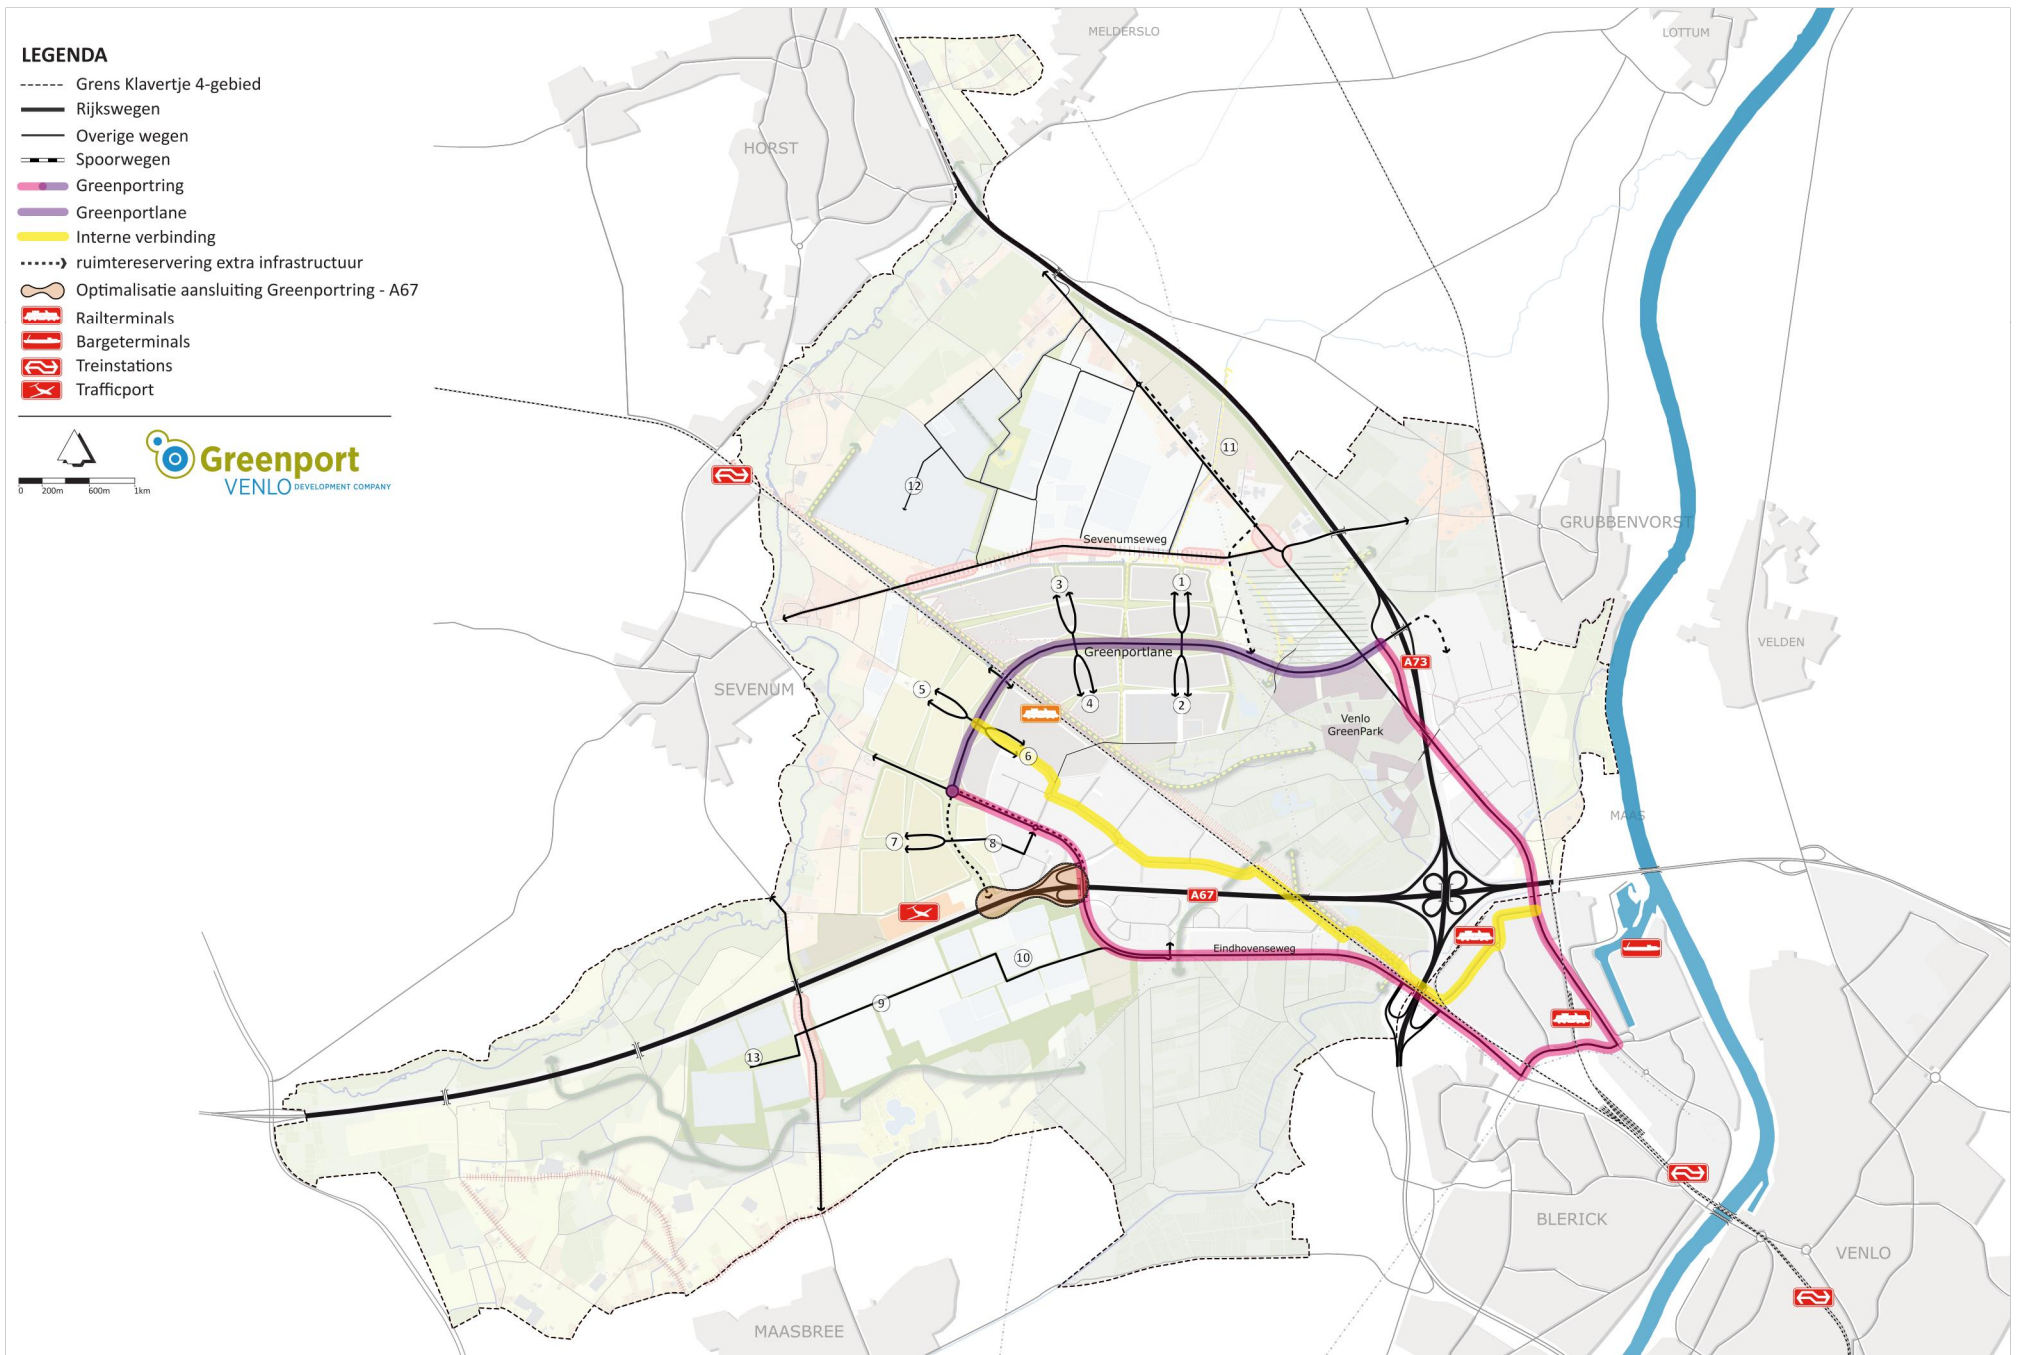 LEGENDA
Grens Klavertje 4-gebied
Rijkswegen
Overige wegen
Spoorwegen
Greenportring
Greenportlane
Interne verbinding
ruimtereservering extra infrastructuur
Optimalisatie aansluiting Greenportring - A67
Railterminals
Bargeterminals
Treinstations
Trafficport
0 200m 600m 1km
Greenport
VENLO DEVELOPMENT COMPANY
MELDERSLO
LOTTUM
HORST
11
12
GRUBBENVORST
Sevenumseweg
3
1
VELDEN
Greenportlane
A73
SEVENUM
5
4
2
Venlo
GreenPark
6
MAAS
7
8
A67
Eindhovenseweg
10
9
13
BLERICK
VENLO
MAASBREE